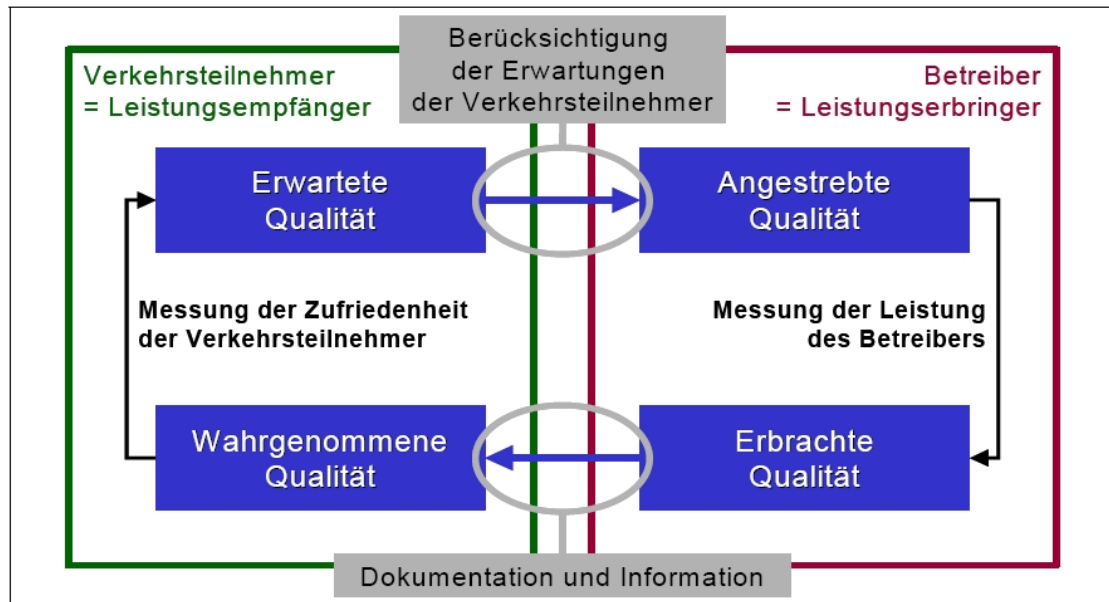 Berücksichtigung
der Erwartungen
der Verkehrsteilnehmer
Verkehrsteilnehmer
= Leistungsempfänger
Betreiber
= Leistungserbringer
Erwartete
Qualität
Angestrebte
Qualität
Messung der Zufriedenheit
der Verkehrsteilnehmer
Messung der Leistung
des Betreibers
Wahrgenommene
Qualität
Erbrachte
Qualität
Dokumentation und Information